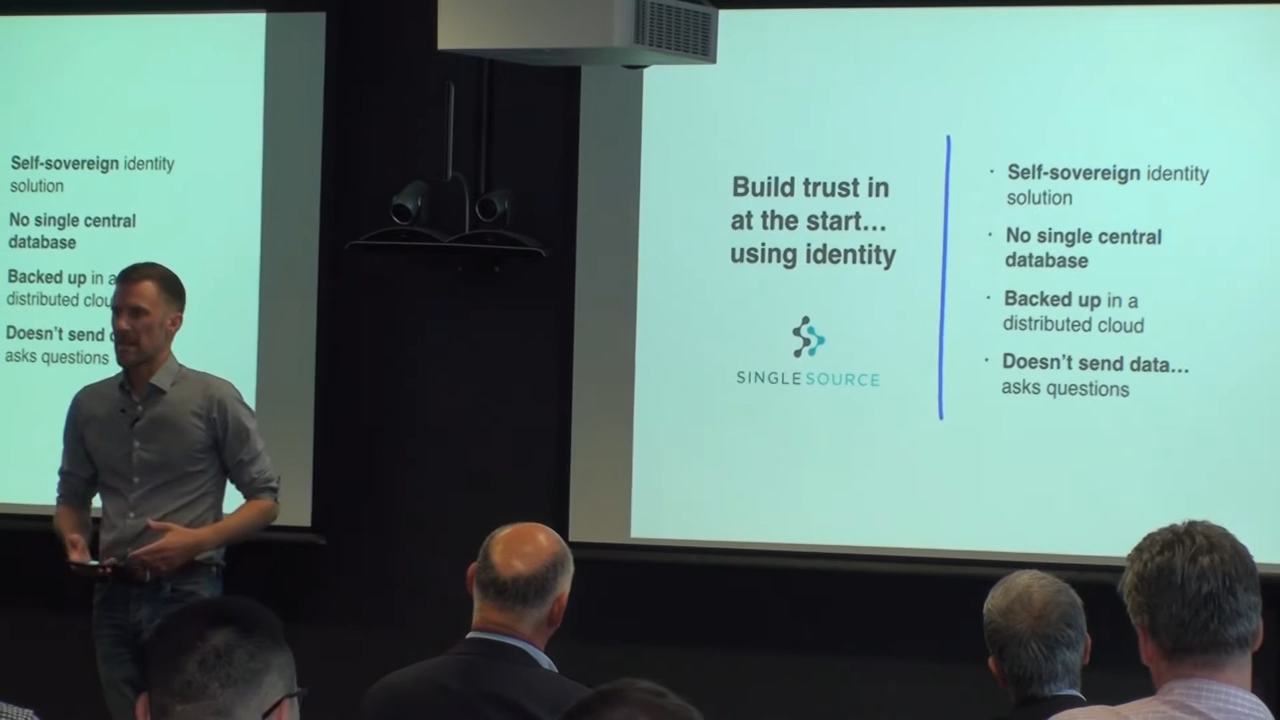 Self-sovereign identity
solution
No single central
database
Backed up in a
distributed clou
Doesn't send
asks questions
Build trust in
at the start...
using identity
SINGLESOURCE
· Self-sovereign identity
solution
· No single central
database
· Backed up in a
distributed cloud
· Doesn't send data...
asks questions